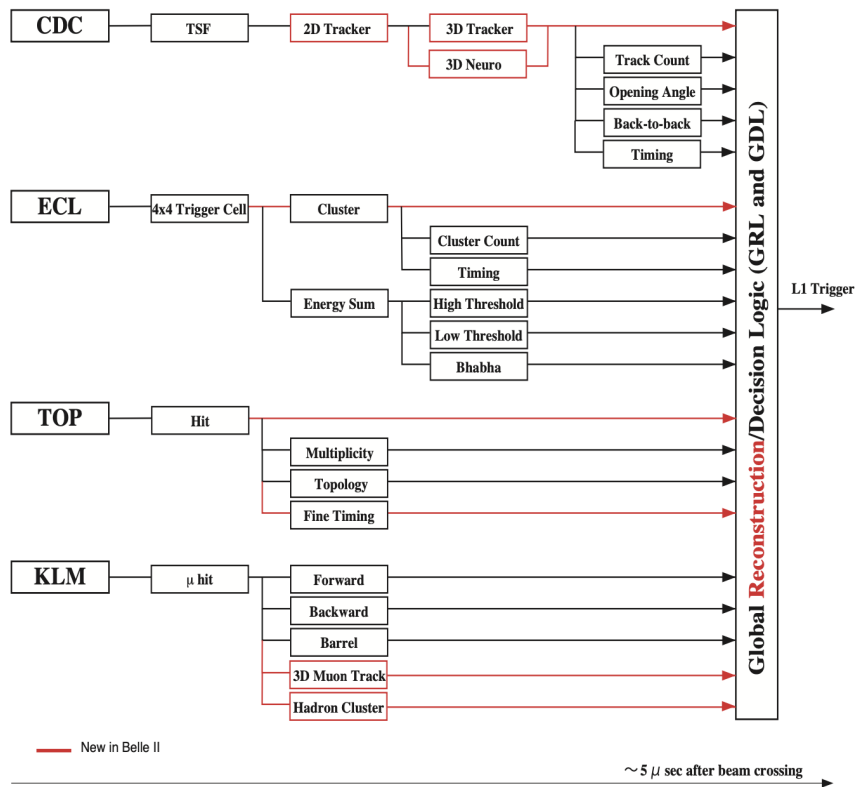 CDC
TSF
2D Tracker
3D Tracker
3D Neuro
Track Count
Opening Angle
Back-to-back
Timing
ECL
4x4 Trigger Cell
Cluster
Cluster Count
Timing
Energy Sum
High Threshold
Low Threshold
Bhabha
TOP
Hit
Multiplicity
Topology
Fine Timing
KLM
μ hit
Forward
Backward
Barrel
3D Muon Track
Hadron Cluster
Global Reconstruction/Decision Logic (GRL and GDL)
L1 Trigger
New in Belle II
～5 μ sec after beam crossing